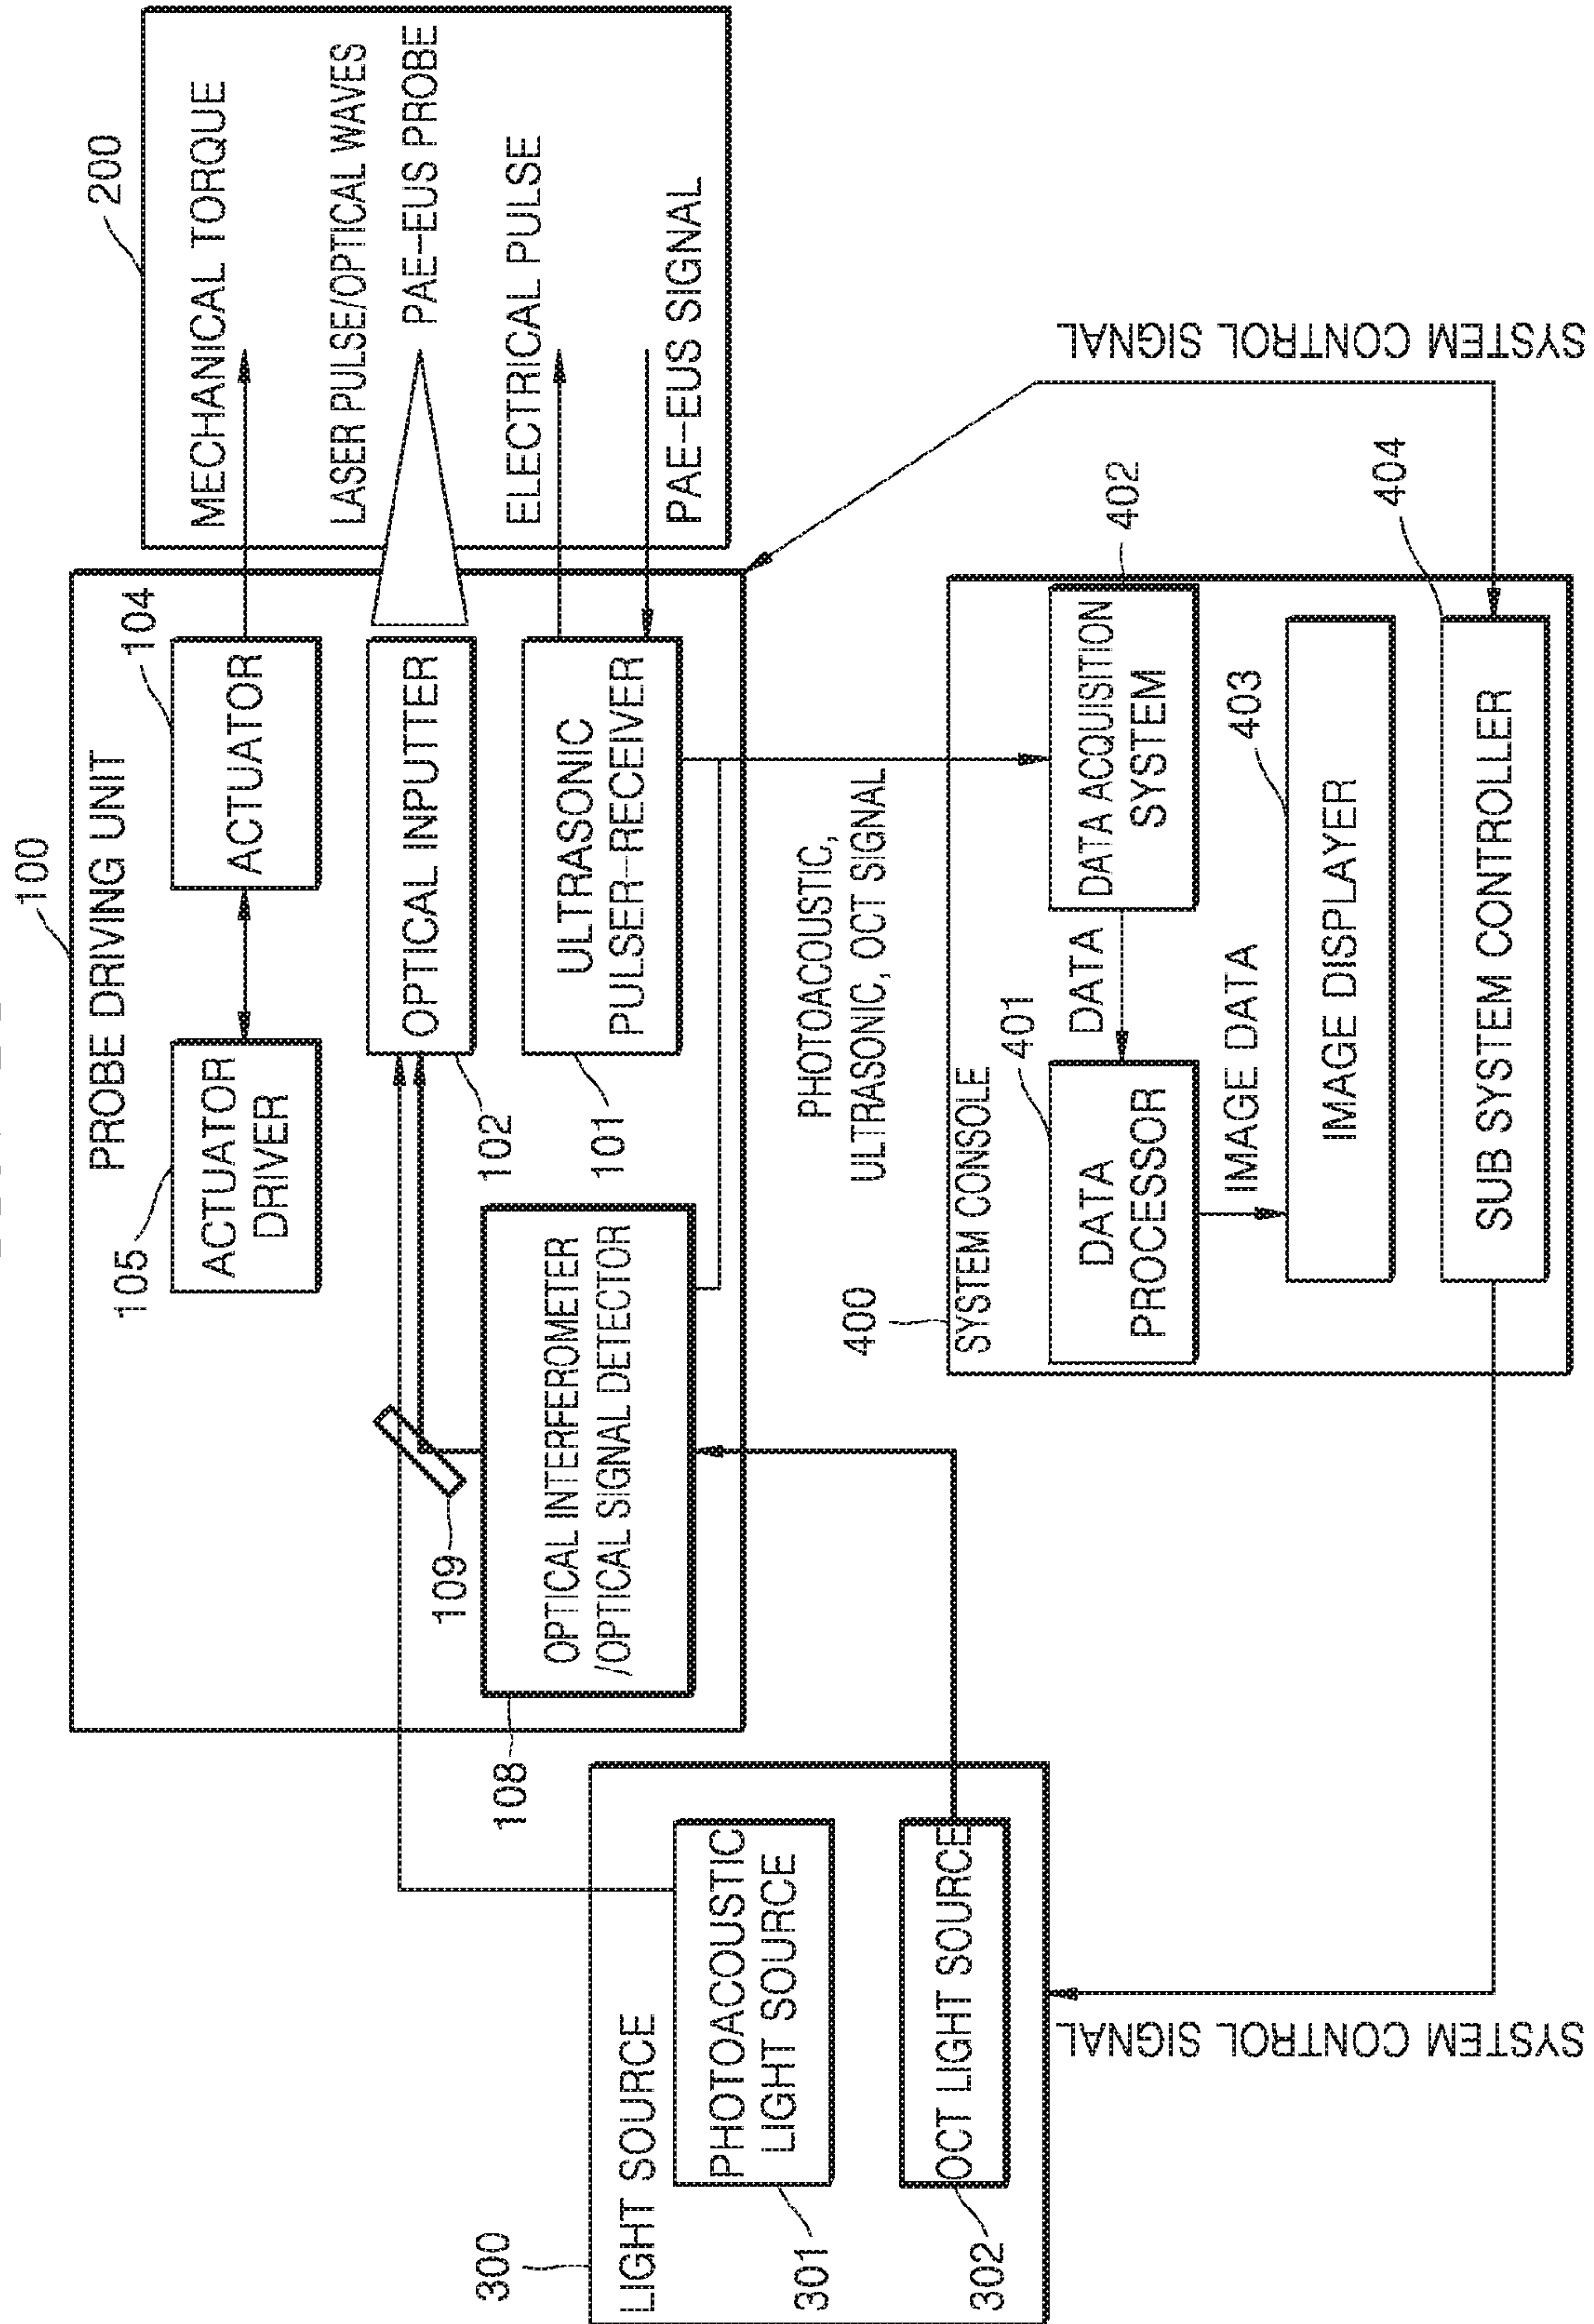 100
PROBE DRIVING UNIT
105
ACTUATOR
DRIVER
104
ACTUATOR
109
102
OPTICAL INPUTTER
101
ULTRASONIC
PULSER-RECEIVER
108
OPTICAL INTERFEROMETER
/OPTICAL SIGNAL DETECTOR
200
MECHANICAL TORQUE
LASER PULSE/OPTICAL WAVES
PAE-EUS PROBE
ELECTRICAL PULSE
PAE-EUS SIGNAL
300
LIGHT SOURCE
301
PHOTOACOUSTIC
LIGHT SOURCE
302
OCT LIGHT SOURCE
PHOTOACOUSTIC,
ULTRASONIC, OCT SIGNAL
400
SYSTEM CONSOLE
401
DATA
PROCESSOR
DATA
402
DATA ACQUISITION
SYSTEM
IMAGE DATA
403
IMAGE DISPLAYER
404
SUB SYSTEM CONTROLLER
SYSTEM CONTROL SIGNAL
SYSTEM CONTROL SIGNAL